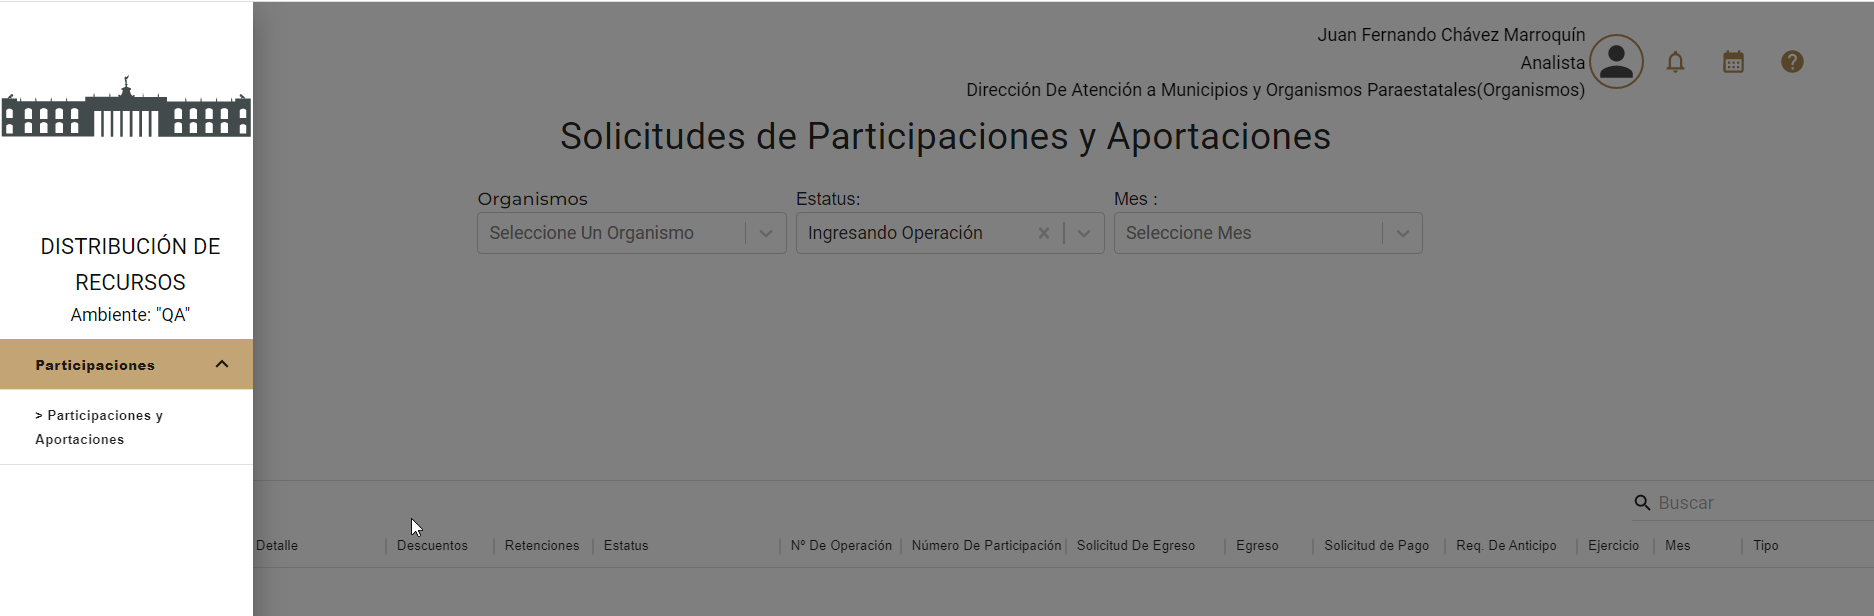 DISTRIBUCIÓN DE
RECURSOS
Ambiente: "QA"
Participaciones
> Participaciones y
Aportaciones
Juan Fernando Chávez Marroquín
Analista
Dirección De Atención a Municipios y Organismos Paraestatales(Organismos)
Solicitudes de Participaciones y Aportaciones
Organismos Estatus: Mes :
Seleccione Un Organismo Ingresando Operación Seleccione Mes
Buscar
Detalle Descuentos Retenciones Estatus Nº De Operación Número De Participación Solicitud De Egreso Egreso Solicitud de Pago Req. De Anticipo Ejercicio Mes Tipo